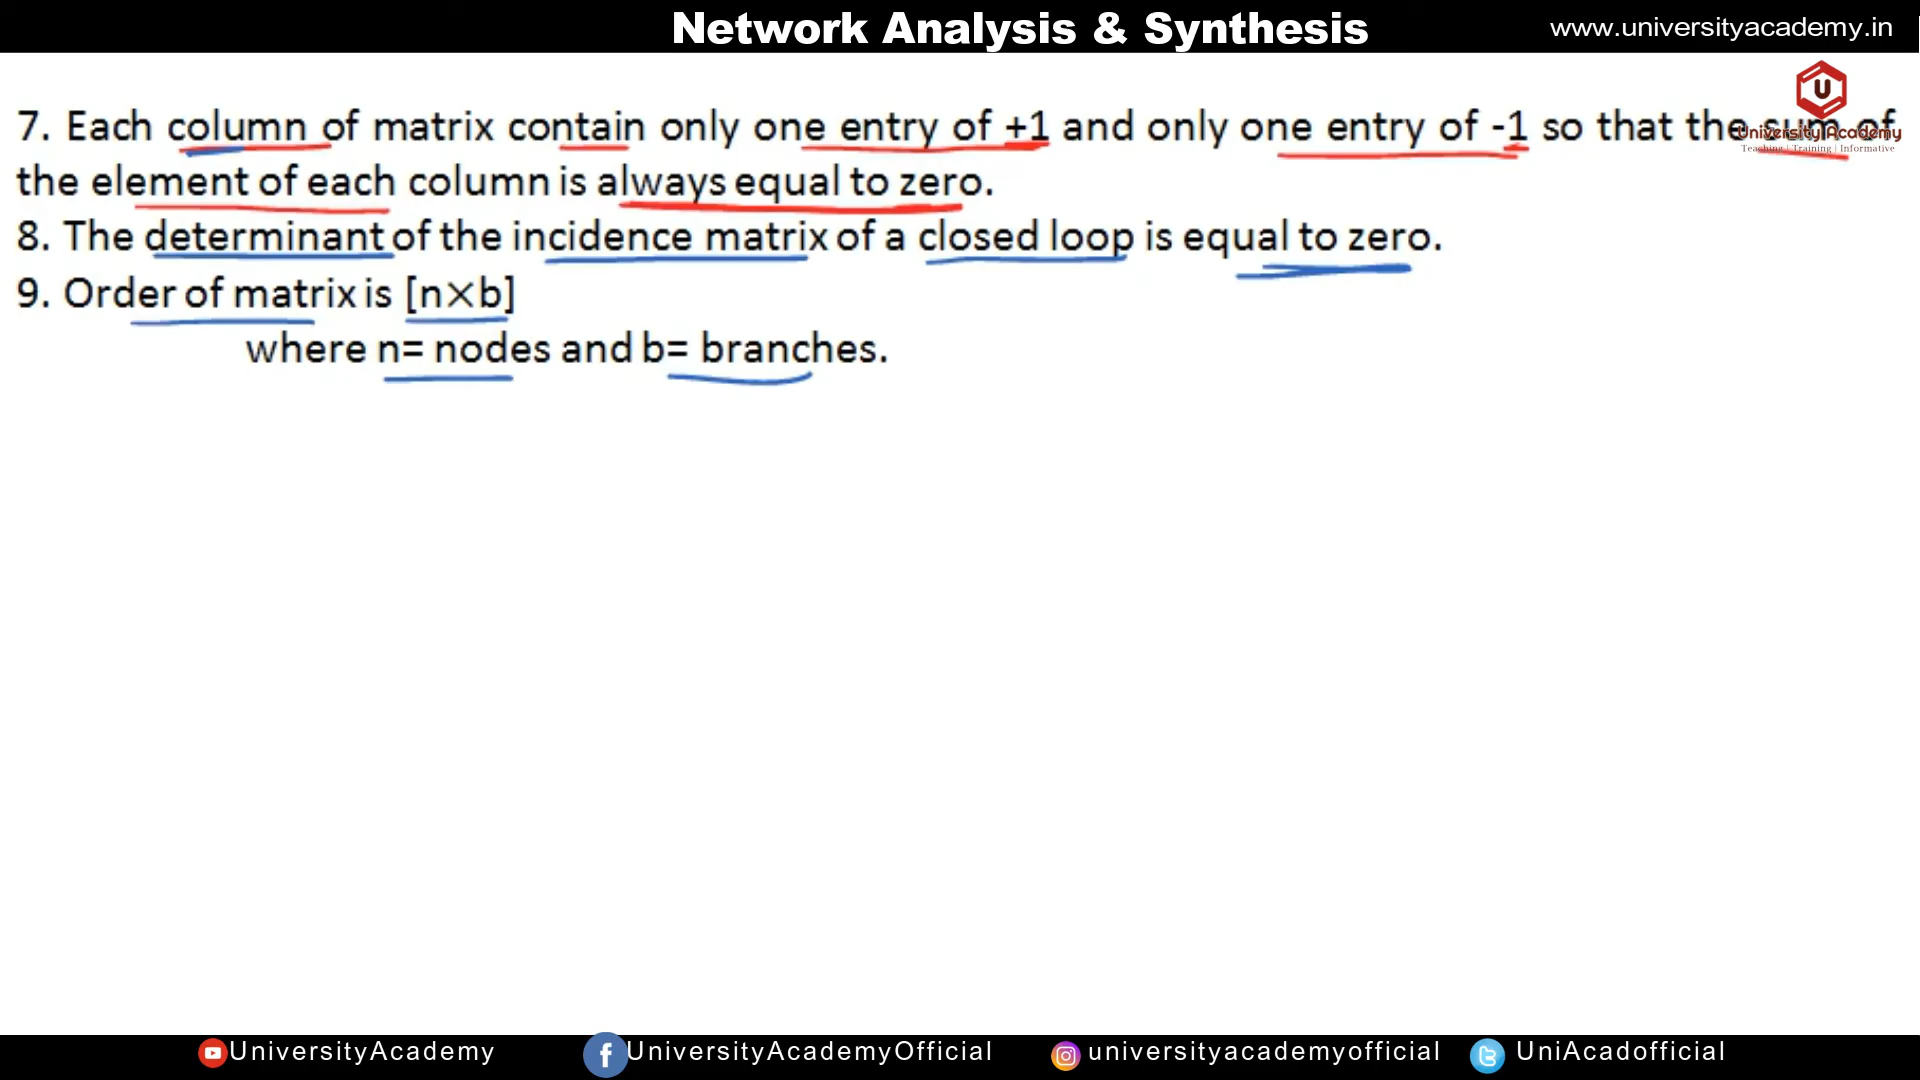 Network Analysis & Synthesis
www.universityacademy.in
U
University Academy
Teaching | Training | Informative
7. Each column of matrix contain only one entry of +1 and only one entry of -1 so that the sum of
the element of each column is always equal to zero.
8. The determinant of the incidence matrix of a closed loop is equal to zero.
9. Order of matrix is [n×b]
where n= nodes and b= branches.
UniversityAcademy
UniversityAcademyOfficial
universityacademyofficial
UniAcadofficial